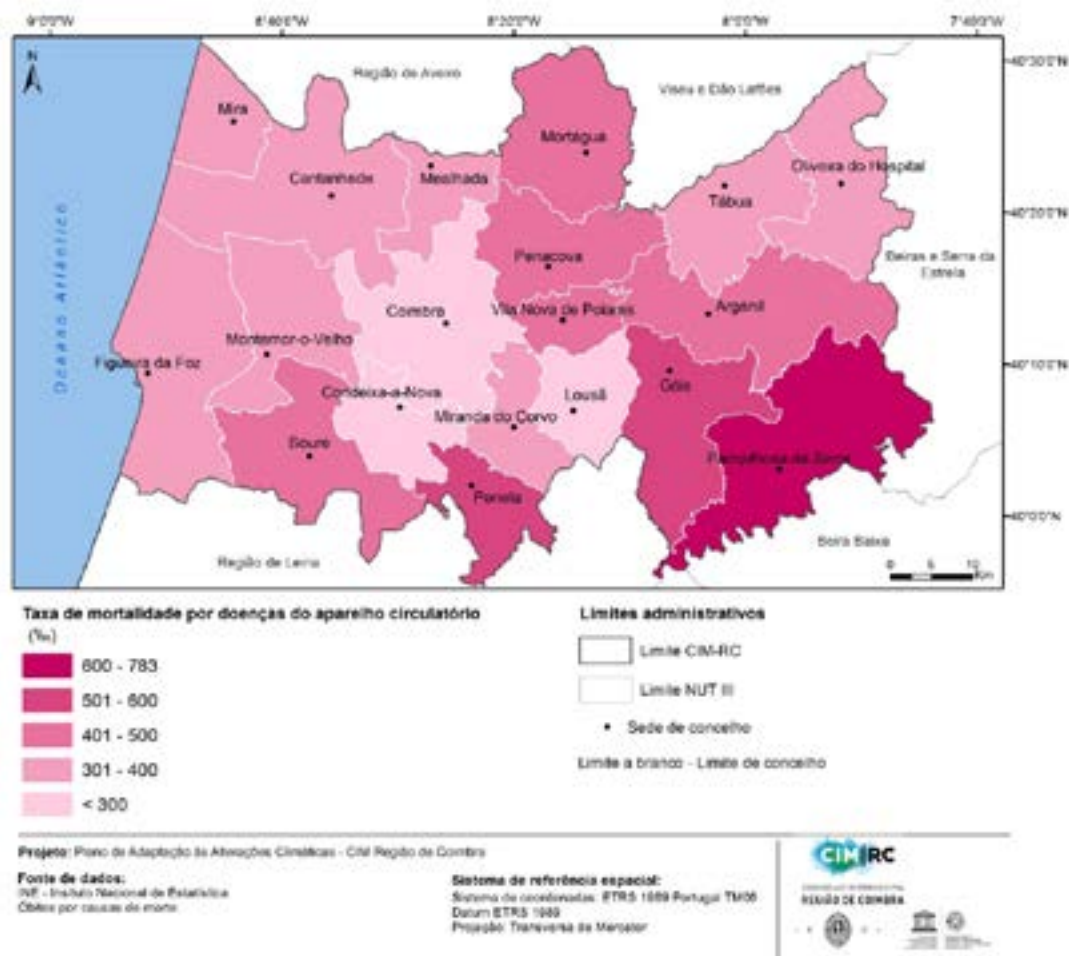 9°0'0"W 8°40'0"W 8°20'0"W 8°0'0"W 7°40'0"W
N
40°30'0"N
40°20'0"N
40°10'0"N
40°0'0"N
Região de Aveiro
Viseu e Dão Lafões
Mira
Mortágua
Cantanhede
Mealhada
Oliveira do Hospital
Tábua
Oceano Atlântico
Penacova
Beiras e Serra da
Estrela
Coimbra
Vila Nova de Poiares
Arganil
Montemor-o-Velho
Figueira da Foz
Góis
Condeixa-a-Nova
Lousã
Miranda do Corvo
Soure
Pampilhosa da Serra
Penela
Região de Leiria
Beira Baixa
0 5 10
Km
Taxa de mortalidade por doenças do aparelho circulatório
(‰)
600 - 783
501 - 600
401 - 500
301 - 400
< 300
Limites administrativos
Limite CIM-RC
Limite NUT III
Sede de concelho
Limite a branco - Limite de concelho
Projeto: Plano de Adaptação às Alterações Climáticas - CIM Região de Coimbra
Fonte de dados:
INE - Instituto Nacional de Estatística
Óbitos por causas de morte
Sistema de referência espacial:
Sistema de coordenadas: ETRS 1989 Portugal TM06
Datum ETRS 1989
Projeção: Transversa de Mercator
CIM RC
REGIÃO DE COIMBRA